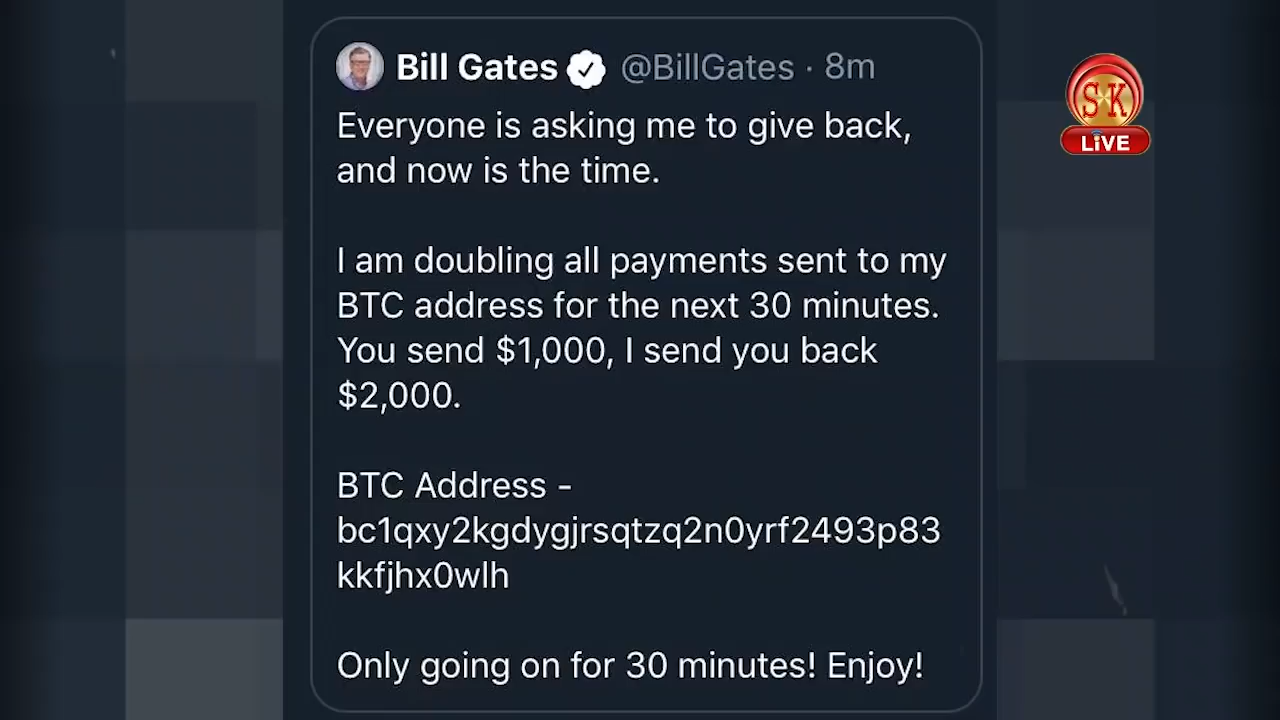 Bill Gates @BillGates · 8m
Everyone is asking me to give back,
and now is the time.
I am doubling all payments sent to my
BTC address for the next 30 minutes.
You send $1,000, I send you back
$2,000.
BTC Address -
bc1qxy2kgdygjrsqtzq2n0yrf2493p83
kkfjhx0wlh
Only going on for 30 minutes! Enjoy!
SK
LiVE